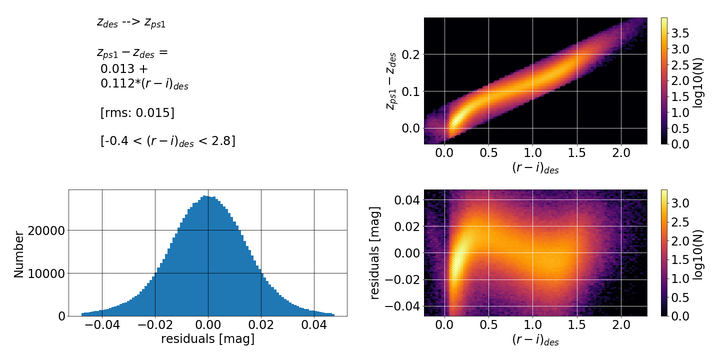 z_des --> z_ps1
z_ps1 − z_des =
0.013 +
0.112*(r − i)_des
[rms: 0.015]
[-0.4 < (r − i)_des < 2.8]
z_ps1 − z_des
0.2
0.1
0.0
0.0 0.5 1.0 1.5 2.0
(r − i)_des
3.5
3.0
2.5
2.0
1.5
1.0
0.5
0.0
log10(N)
Number
20000
10000
0
−0.04 −0.02 0.00 0.02 0.04
residuals [mag]
residuals [mag]
0.04
0.02
0.00
−0.02
−0.04
0.0 0.5 1.0 1.5 2.0
(r − i)_des
3.0
2.5
2.0
1.5
1.0
0.5
0.0
log10(N)